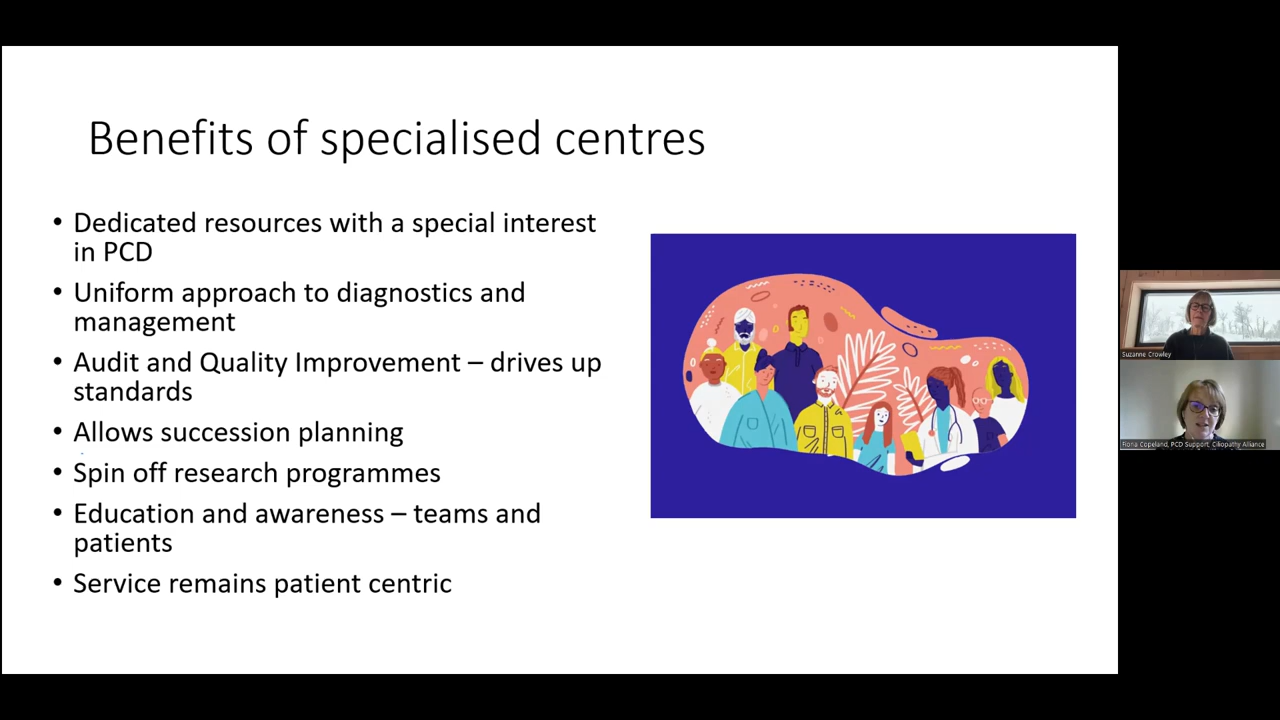 Benefits of specialised centres
• Dedicated resources with a special interest
in PCD
• Uniform approach to diagnostics and
management
• Audit and Quality Improvement – drives up
standards
• Allows succession planning
• Spin off research programmes
• Education and awareness – teams and
patients
• Service remains patient centric
Suzanne Crowley
Fiona Copeland, PCD Support, Ciliopathy Alliance